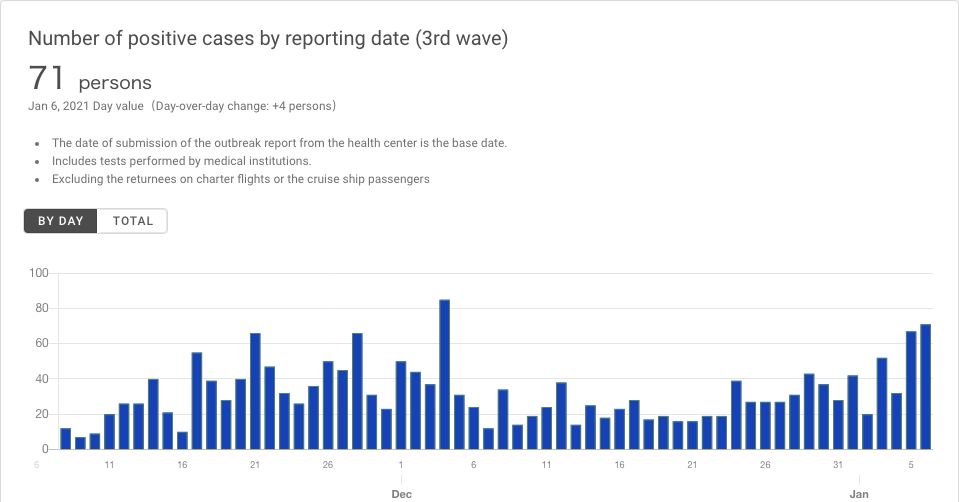 Number of positive cases by reporting date (3rd wave)
71 persons
Jan 6, 2021 Day value（Day-over-day change: +4 persons）
• The date of submission of the outbreak report from the health center is the base date.
• Includes tests performed by medical institutions.
• Excluding the returnees on charter flights or the cruise ship passengers
BY DAY TOTAL
100
80
60
40
20
0
6 11 16 21 26 1 6 11 16 21 26 31 5
Dec Jan